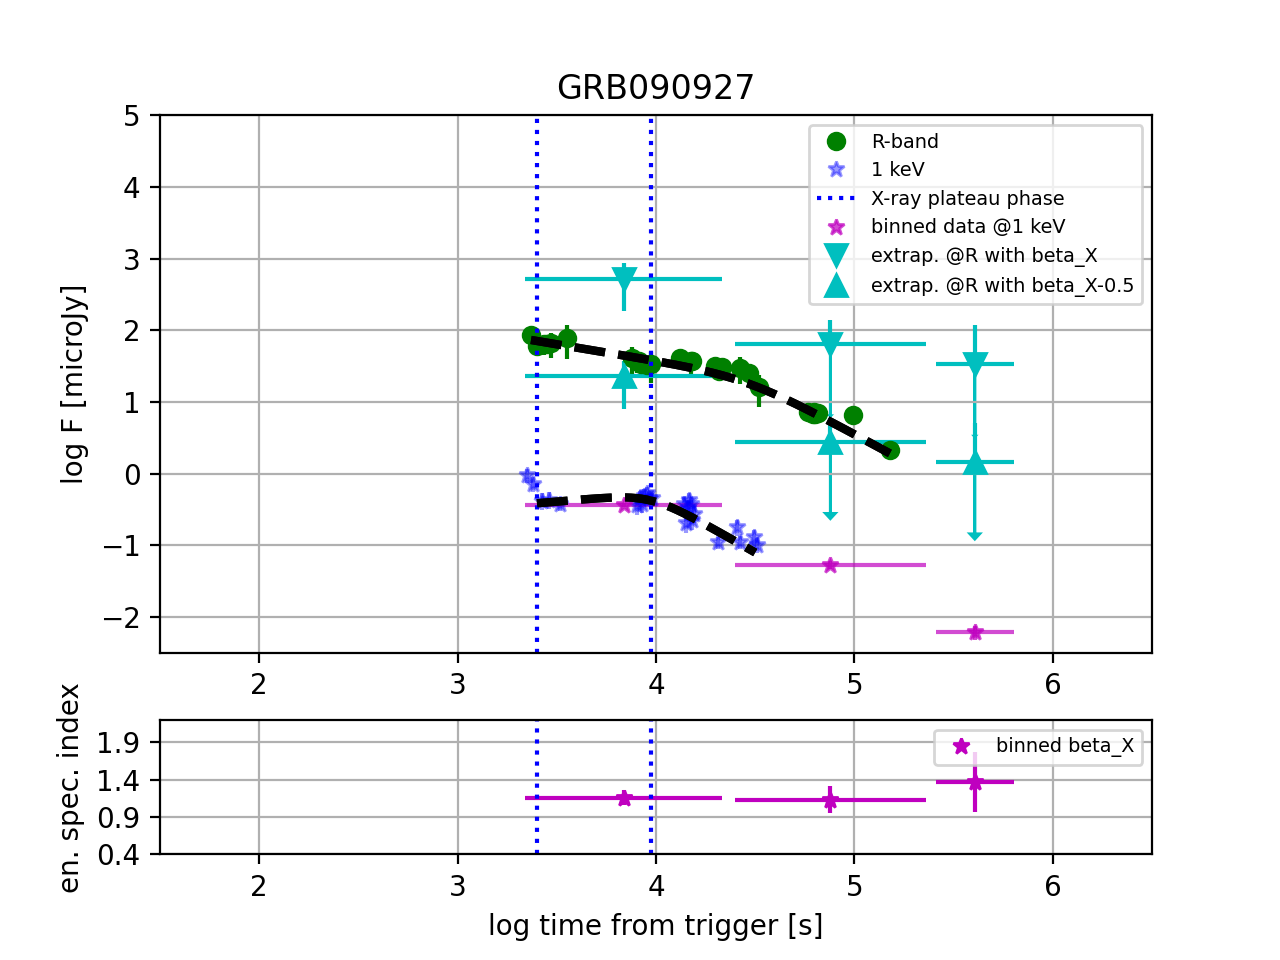 GRB090927
5
4
3
2
1
0
−1
−2
log F [microJy]
R-band
1 keV
X-ray plateau phase
binned data @1 keV
extrap. @R with beta_X
extrap. @R with beta_X-0.5
2 3 4 5 6
1.9
1.4
0.9
0.4
en. spec. index
binned beta_X
2 3 4 5 6
log time from trigger [s]